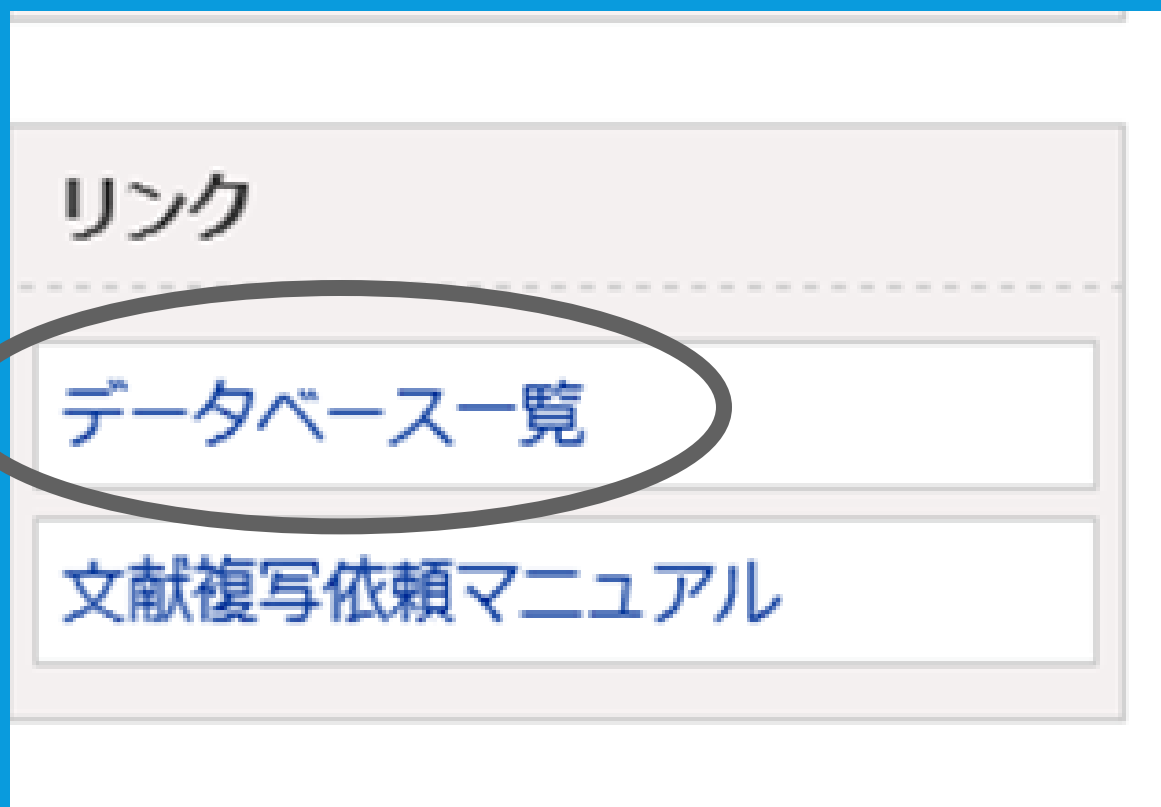 リンク
データベース一覧
文献複写依頼マニュアル